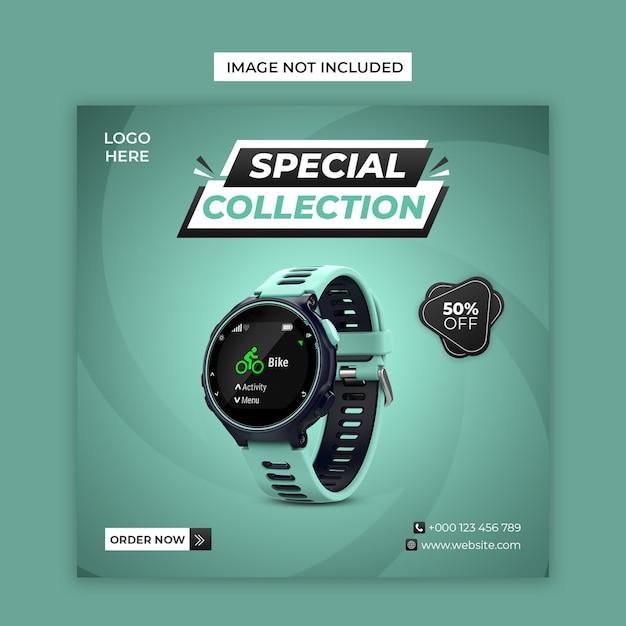 IMAGE NOT INCLUDED
LOGO
HERE
SPECIAL
COLLECTION
50%
OFF
Bike
Activity
Menu
ORDER NOW
+000 123 456 789
www.website.com